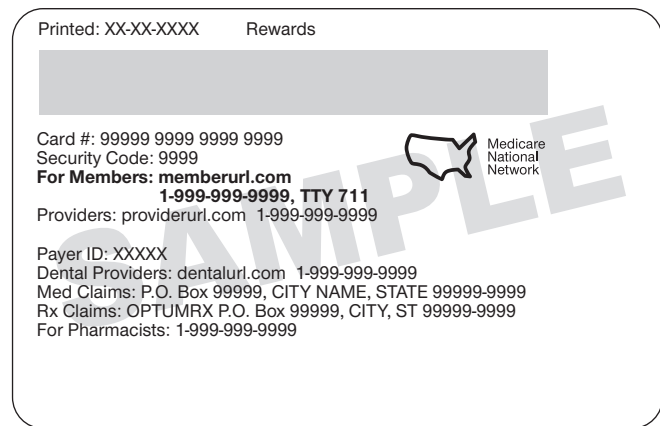 Printed: XX-XX-XXXX Rewards
Card #: 99999 9999 9999 9999
Security Code: 9999
For Members: memberurl.com
1-999-999-9999, TTY 711
Providers: providerurl.com 1-999-999-9999
Medicare
National
Network
Payer ID: XXXXX
Dental Providers: dentalurl.com 1-999-999-9999
Med Claims: P.O. Box 99999, CITY NAME, STATE 99999-9999
Rx Claims: OPTUMRX P.O. Box 99999, CITY, ST 99999-9999
For Pharmacists: 1-999-999-9999
SAMPLE